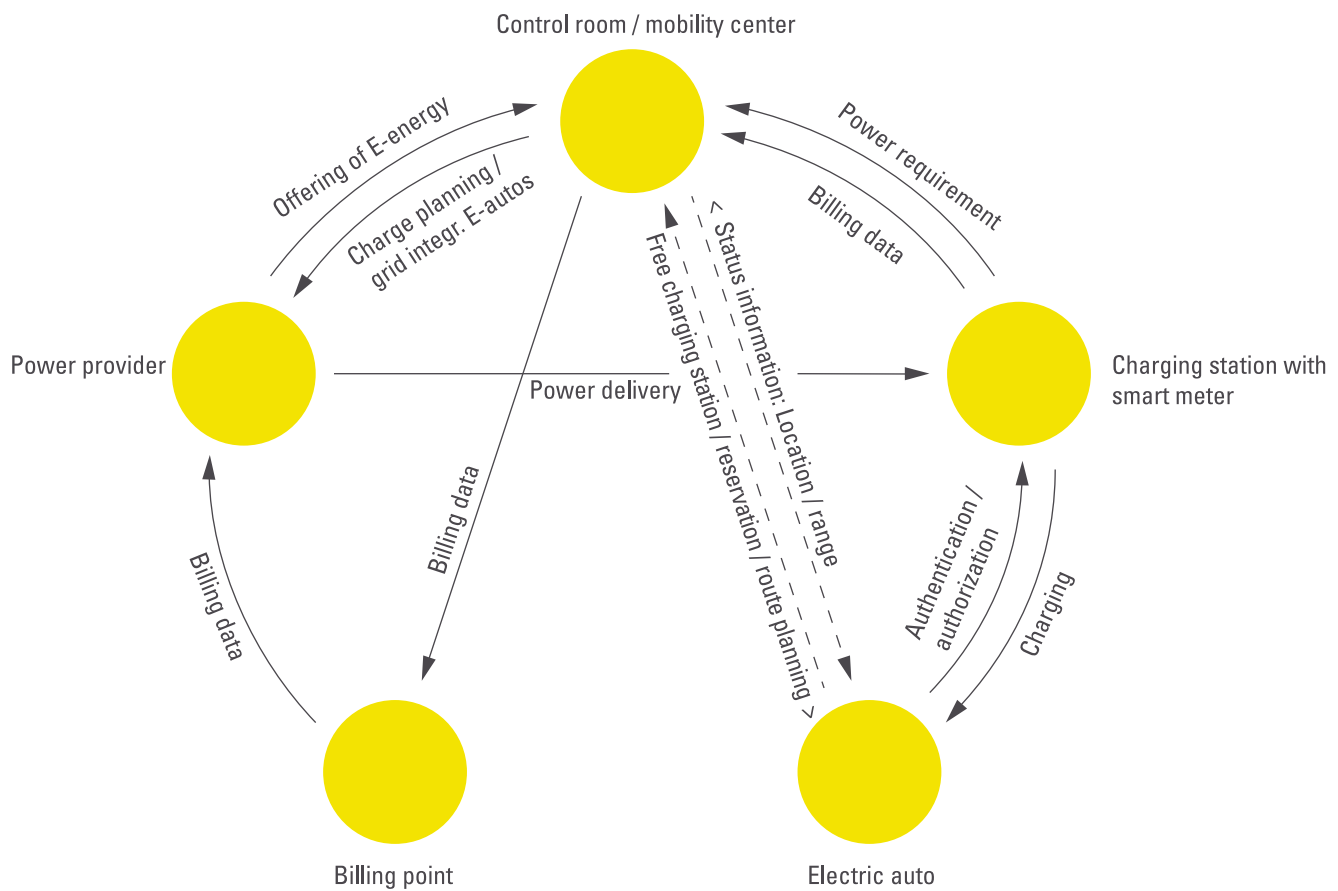 Control room / mobility center
Offering of E-energy
Charge planning /
grid integr. E-autos
Power requirement
Billing data
< Status information: Location / range
Free charging station / reservation / route planning >
Power provider
Power delivery
Charging station with
smart meter
Billing data
Billing data
Authentication /
authorization
Charging
Billing point
Electric auto